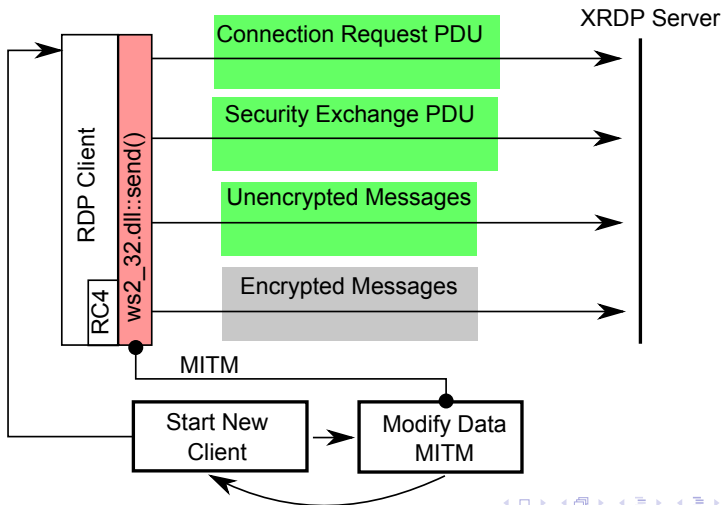 XRDP Server
Connection Request PDU
Security Exchange PDU
Unencrypted Messages
Encrypted Messages
RDP Client
RC4
ws2_32.dll::send()
MITM
Start New
Client
Modify Data
MITM